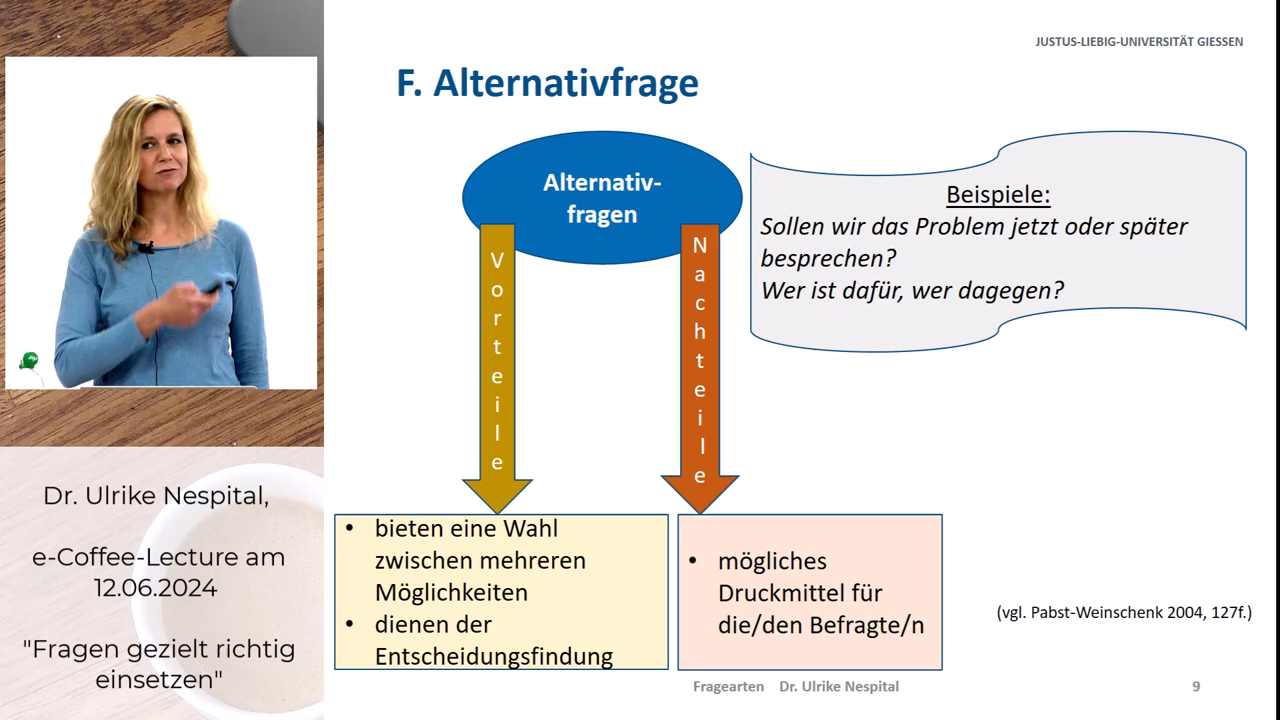 JUSTUS-LIEBIG-UNIVERSITÄT GIESSEN
F. Alternativfrage
Alternativ-
fragen
Beispiele:
Sollen wir das Problem jetzt oder später
besprechen?
Wer ist dafür, wer dagegen?
Vorteile
Nachteile
• bieten eine Wahl
zwischen mehreren
Möglichkeiten
• dienen der
Entscheidungsfindung
• mögliches
Druckmittel für
die/den Befragte/n
(vgl. Pabst-Weinschenk 2004, 127f.)
Fragearten Dr. Ulrike Nespital
9
Dr. Ulrike Nespital,
e-Coffee-Lecture am
12.06.2024
"Fragen gezielt richtig
einsetzen"